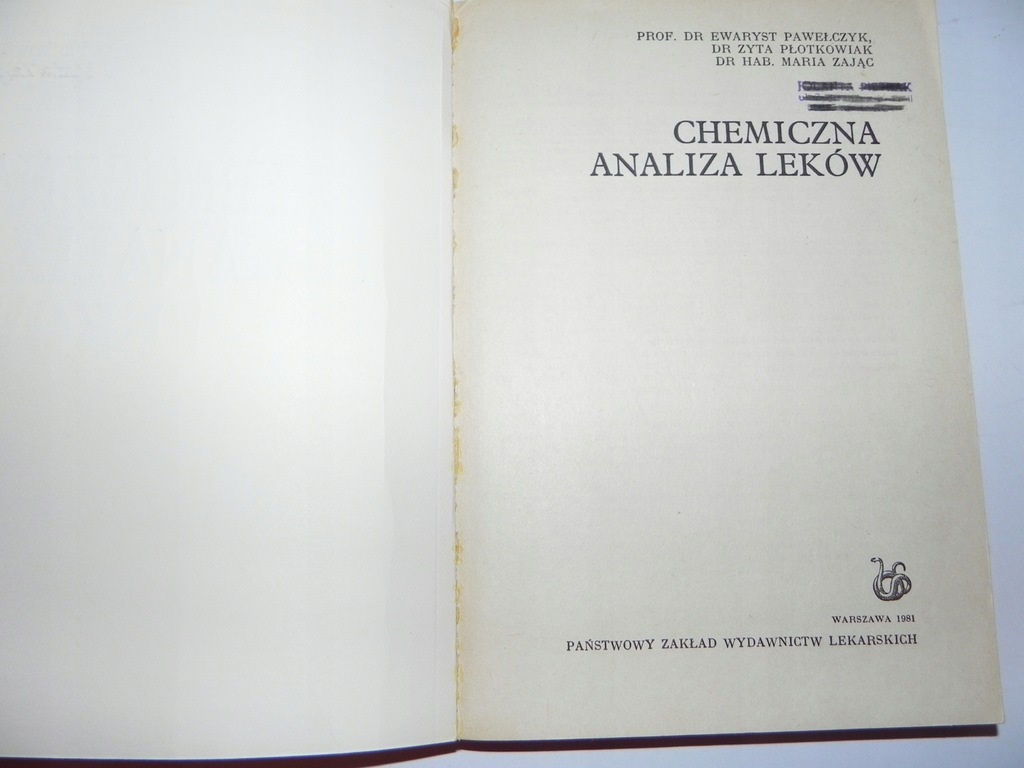 PROF. DR EWARYST PAWEŁCZYK,
DR ZYTA PŁOTKOWIAK
DR HAB. MARIA ZAJĄC
CHEMICZNA
ANALIZA LEKÓW
WARSZAWA 1981
PAŃSTWOWY ZAKŁAD WYDAWNICTW LEKARSKICH